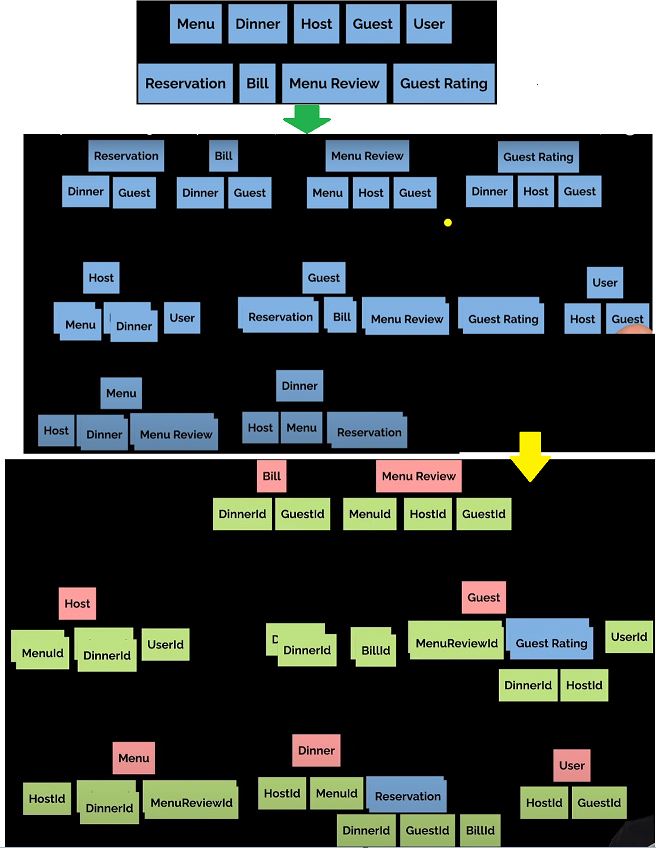 Menu Dinner Host Guest User
Reservation Bill Menu Review Guest Rating
Reservation Bill Menu Review Guest Rating
Dinner Guest Dinner Guest Menu Host Guest Dinner Host Guest
Host Guest User
Menu Dinner User Reservation Bill Menu Review Guest Rating Host Guest
Menu Dinner
Host Dinner Menu Review Host Menu Reservation
Bill Menu Review
DinnerId GuestId MenuId HostId GuestId
Host Guest
MenuId DinnerId UserId DinnerId BillId MenuReviewId Guest Rating UserId
DinnerId HostId
Menu Dinner User
HostId DinnerId MenuReviewId HostId MenuId Reservation HostId GuestId
DinnerId GuestId BillId